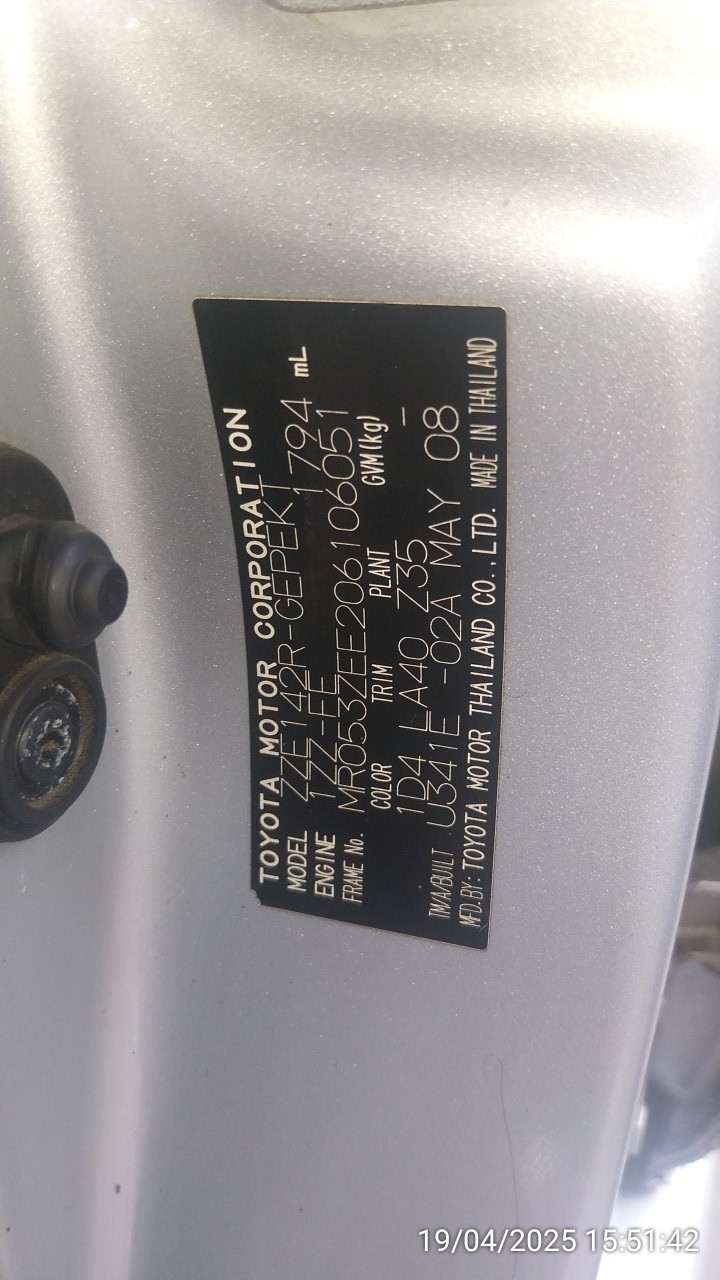 TOYOTA MOTOR CORPORATION
MODEL ZZE142R-GEPEKT
ENGINE 1ZZ-FE 1794 mL
FRAME No. MR053ZEE206106051
COLOR TRIM PLANT GVM(kg)
1D4 LA40 Z35 -
TM/A/BUILT U341E -02A MAY 08
MFD.BY: TOYOTA MOTOR THAILAND CO.,LTD. MADE IN THAILAND
19/04/2025 15:51:42